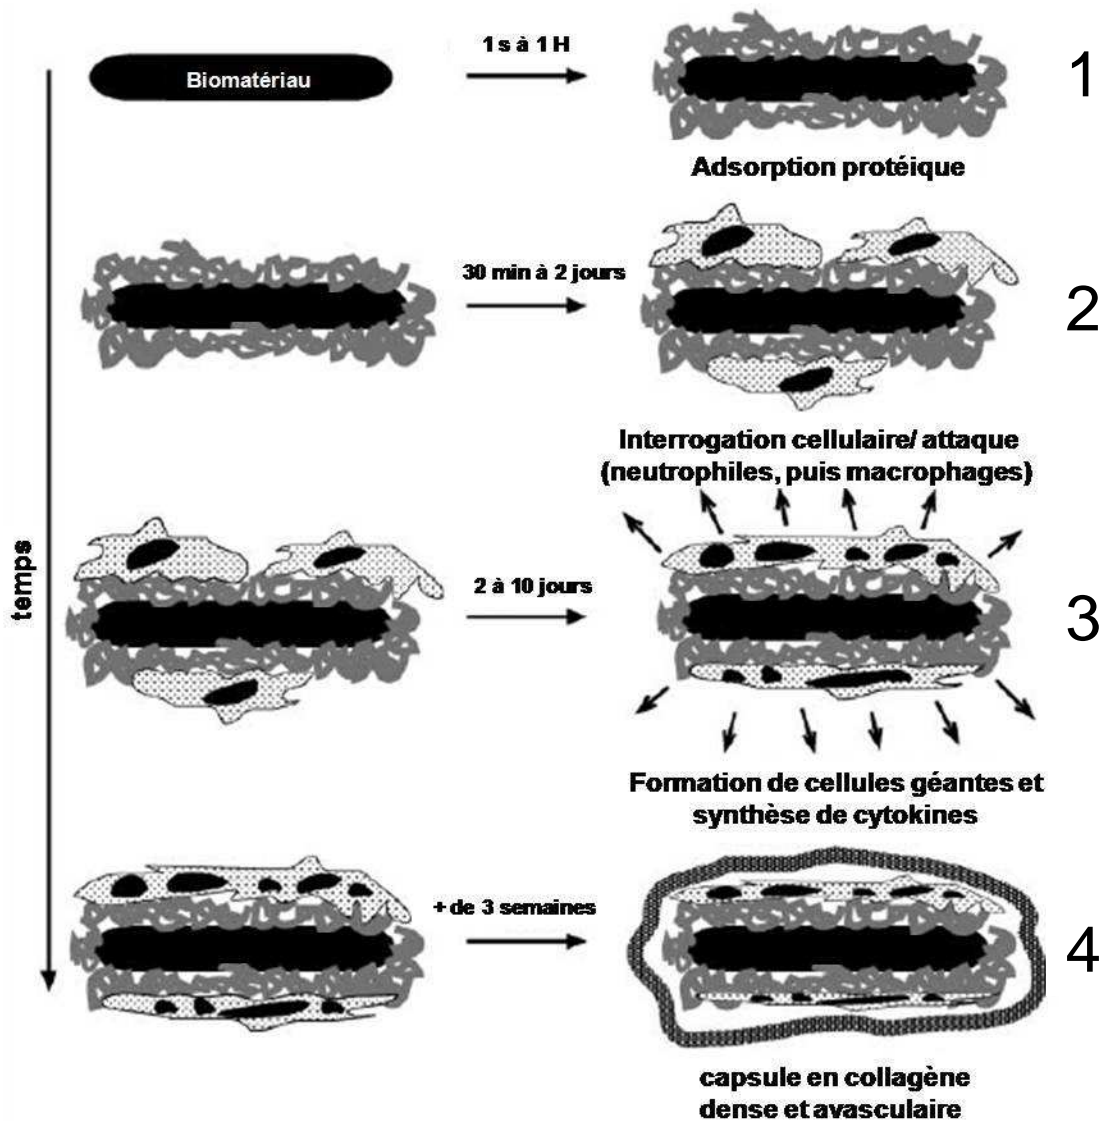 Biomatériau
1 s à 1 H
1
Adsorption protéique
30 min à 2 jours
2
Interrogation cellulaire/ attaque
(neutrophiles, puis macrophages)
temps
2 à 10 jours
3
Formation de cellules géantes et
synthèse de cytokines
+ de 3 semaines
4
capsule en collagène
dense et avasculaire